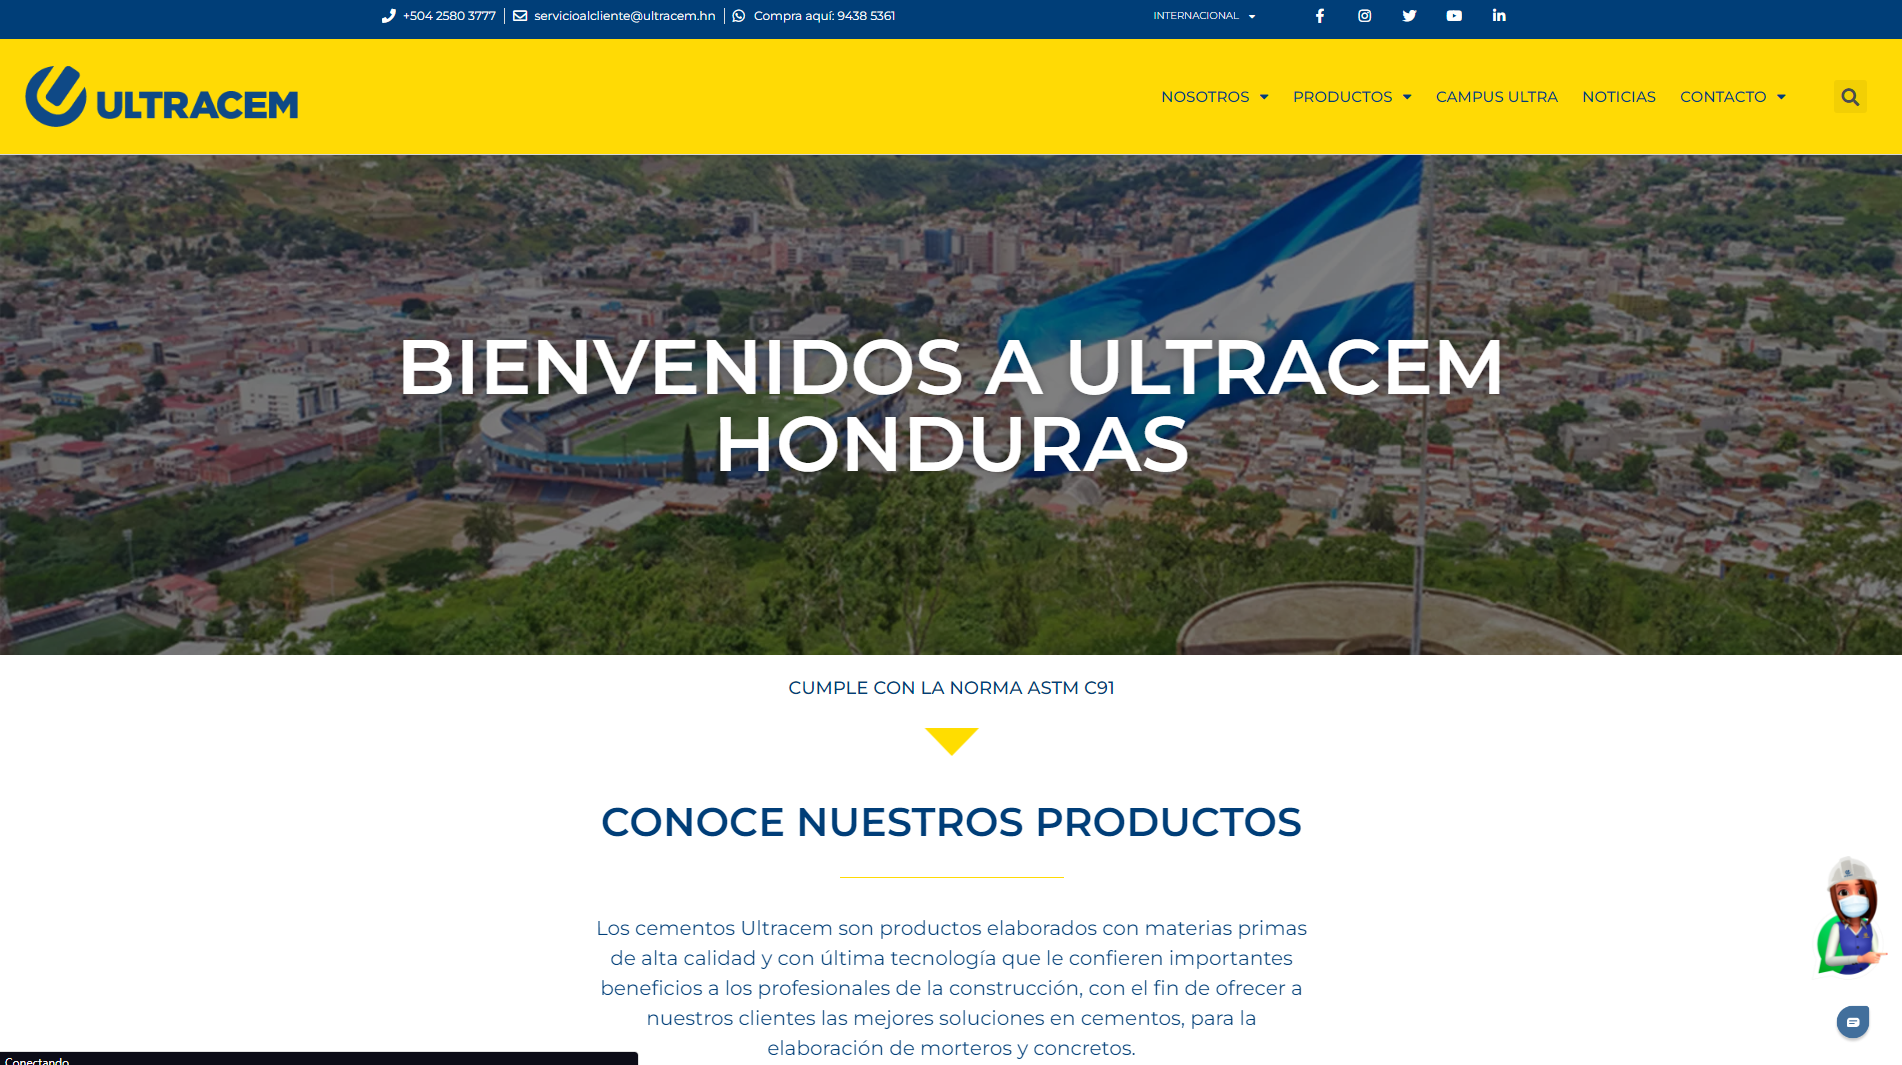 +504 2580 3777 | servicioalcliente@ultracem.hn | Compra aquí: 9438 5361
INTERNACIONAL
ULTRACEM
NOSOTROS PRODUCTOS CAMPUS ULTRA NOTICIAS CONTACTO
BIENVENIDOS A ULTRACEM
HONDURAS
CUMPLE CON LA NORMA ASTM C91
CONOCE NUESTROS PRODUCTOS
Los cementos Ultracem son productos elaborados con materias primas
de alta calidad y con última tecnología que le confieren importantes
beneficios a los profesionales de la construcción, con el fin de ofrecer a
nuestros clientes las mejores soluciones en cementos, para la
elaboración de morteros y concretos.
Conectando